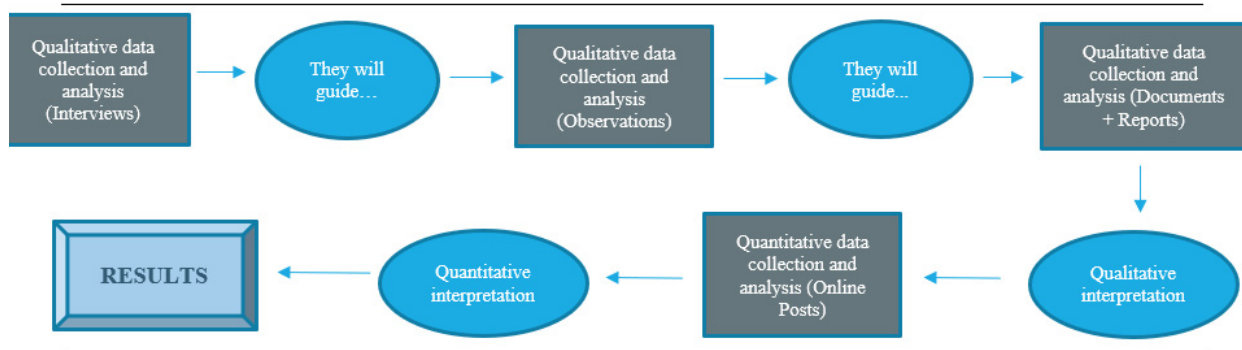 Qualitative data
collection and
analysis
(Interviews)
They will
guide…
Qualitative data
collection and
analysis
(Observations)
They will
guide...
Qualitative data
collection and
analysis (Documents
+ Reports)
RESULTS
Quantitative
interpretation
Quantitative data
collection and
analysis (Online
Posts)
Qualitative
interpretation